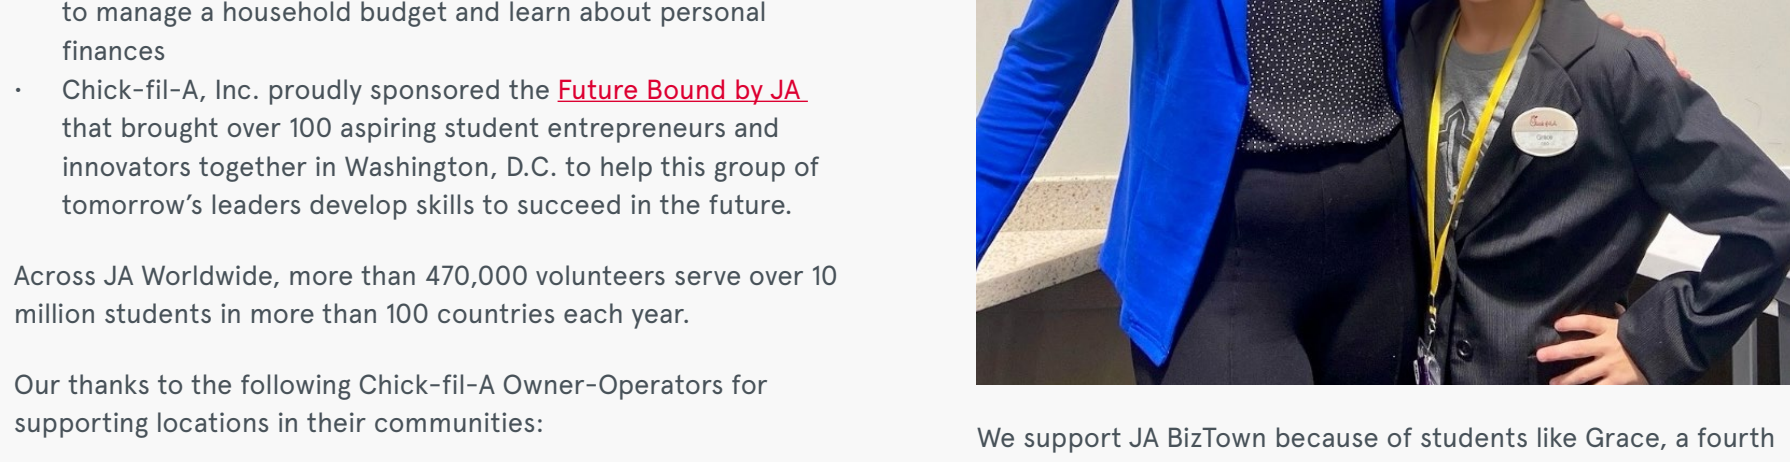 to manage a household budget and learn about personal
finances
· Chick-fil-A, Inc. proudly sponsored the Future Bound by JA
that brought over 100 aspiring student entrepreneurs and
innovators together in Washington, D.C. to help this group of
tomorrow’s leaders develop skills to succeed in the future.
Across JA Worldwide, more than 470,000 volunteers serve over 10
million students in more than 100 countries each year.
Our thanks to the following Chick-fil-A Owner-Operators for
supporting locations in their communities:
Chick-fil-A
Grace
We support JA BizTown because of students like Grace, a fourth